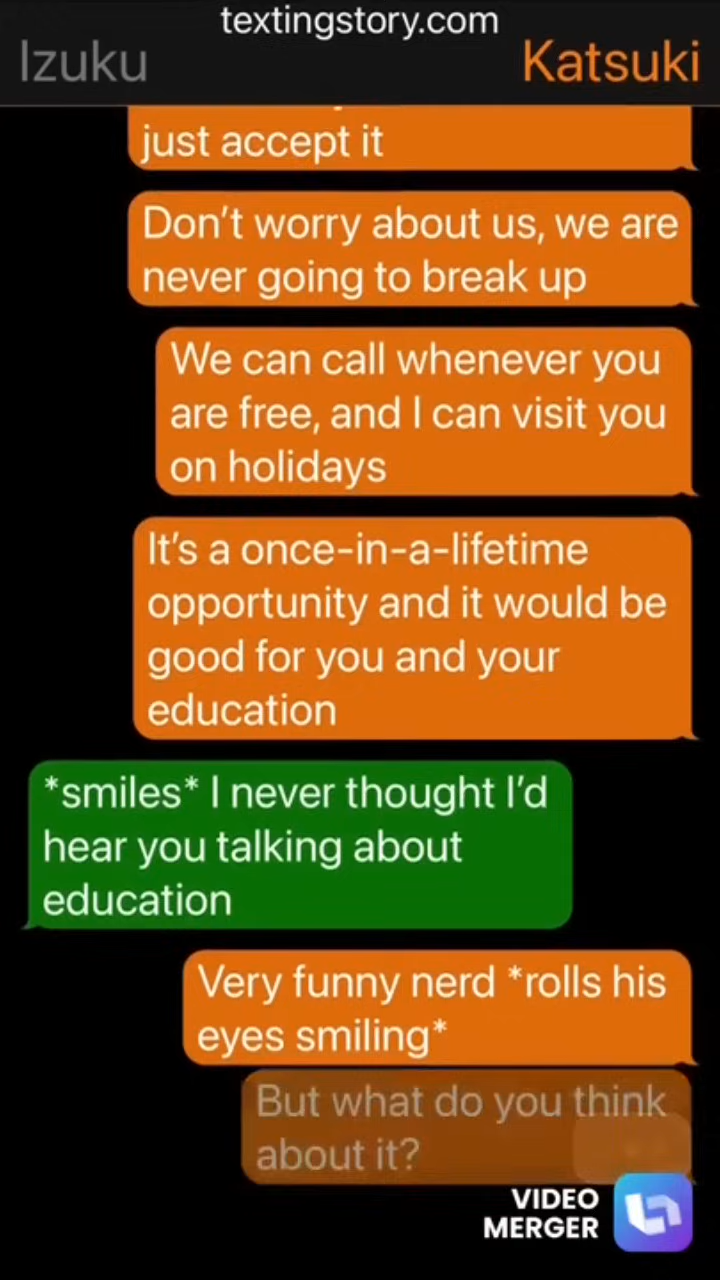 textingstory.com
Izuku
Katsuki
just accept it
Don't worry about us, we are
never going to break up
We can call whenever you
are free, and I can visit you
on holidays
It's a once-in-a-lifetime
opportunity and it would be
good for you and your
education
*smiles* I never thought I'd
hear you talking about
education
Very funny nerd *rolls his
eyes smiling*
But what do you think
about it?
VIDEO
MERGER